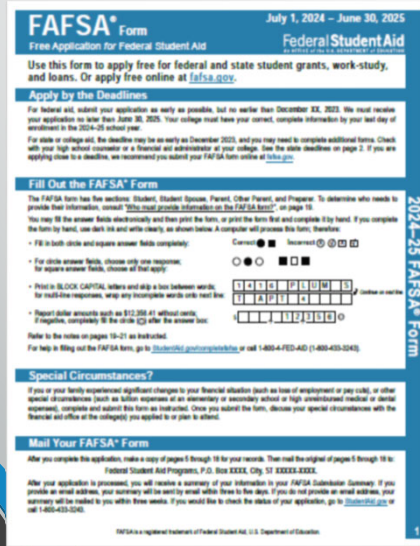 FAFSA® Form
July 1, 2024 – June 30, 2025
Free Application for Federal Student Aid
Federal Student Aid
An OFFICE of the U.S. DEPARTMENT of EDUCATION
Use this form to apply free for federal and state student grants, work-study,
and loans. Or apply free online at fafsa.gov.
Apply by the Deadlines
For federal aid, submit your application as early as possible, but no earlier than December XX, 2023. We must receive
your application no later than June 30, 2025. Your college must have your correct, complete information by your last day of
enrollment in the 2024–25 school year.
For state or college aid, the deadline may be as early as December 2023, and you may need to complete additional forms. Check
with your high school counselor or a financial aid administrator at your college. See the state deadlines on page 2. If you are
applying close to a deadline, we recommend you submit your FAFSA form online at fafsa.gov.
Fill Out the FAFSA® Form
The FAFSA form has five sections: Student, Student Spouse, Parent, Other Parent, and Preparer. To determine who needs to
provide their information, consult "Who must provide information on the FAFSA form?", on page 19.
You may fill the answer fields electronically and then print the form, or print the form first and complete it by hand. If you complete
the form by hand, use dark ink and write clearly, as shown below. A computer will process this form; therefore:
• Fill in both circle and square answer fields completely: Correct Incorrect
• For circle answer fields, choose only one response;
for square answer fields, choose all that apply:
• Print in BLOCK CAPITAL letters and skip a box between words;
for multi-line responses, wrap any incomplete words onto next line:
1416 PLUM S
T APT 4
Continue on next line
• Report dollar amounts such as $12,356.41 without cents;
if negative, completely fill the circle (○) after the answer box:
$ 12356
Refer to the notes on pages 19–21 as instructed.
For help in filling out the FAFSA form, go to StudentAid.gov/completefafsa or call 1-800-4-FED-AID (1-800-433-3243).
Special Circumstances?
If you or your family experienced significant changes to your financial situation (such as loss of employment or pay cuts), or other
special circumstances (such as tuition expenses at an elementary or secondary school or high unreimbursed medical or dental
expenses), complete and submit this form as instructed. Once you submit the form, discuss your special circumstances with the
financial aid office at the college(s) you applied to or plan to attend.
Mail Your FAFSA® Form
After you complete this application, make a copy of pages 5 through 18 for your records. Then mail the original of pages 5 through 18 to:
Federal Student Aid Programs, P.O. Box XXXX, City, ST XXXXX-XXXX.
After your application is processed, you will receive a summary of your information in your FAFSA Submission Summary. If you
provide an email address, your summary will be sent by email within three to five days. If you do not provide an email address, your
summary will be mailed to you within three weeks. If you would like to check the status of your application, go to StudentAid.gov or
call 1-800-433-3243.
FAFSA is a registered trademark of Federal Student Aid, U.S. Department of Education.
2024–25 FAFSA® Form
1